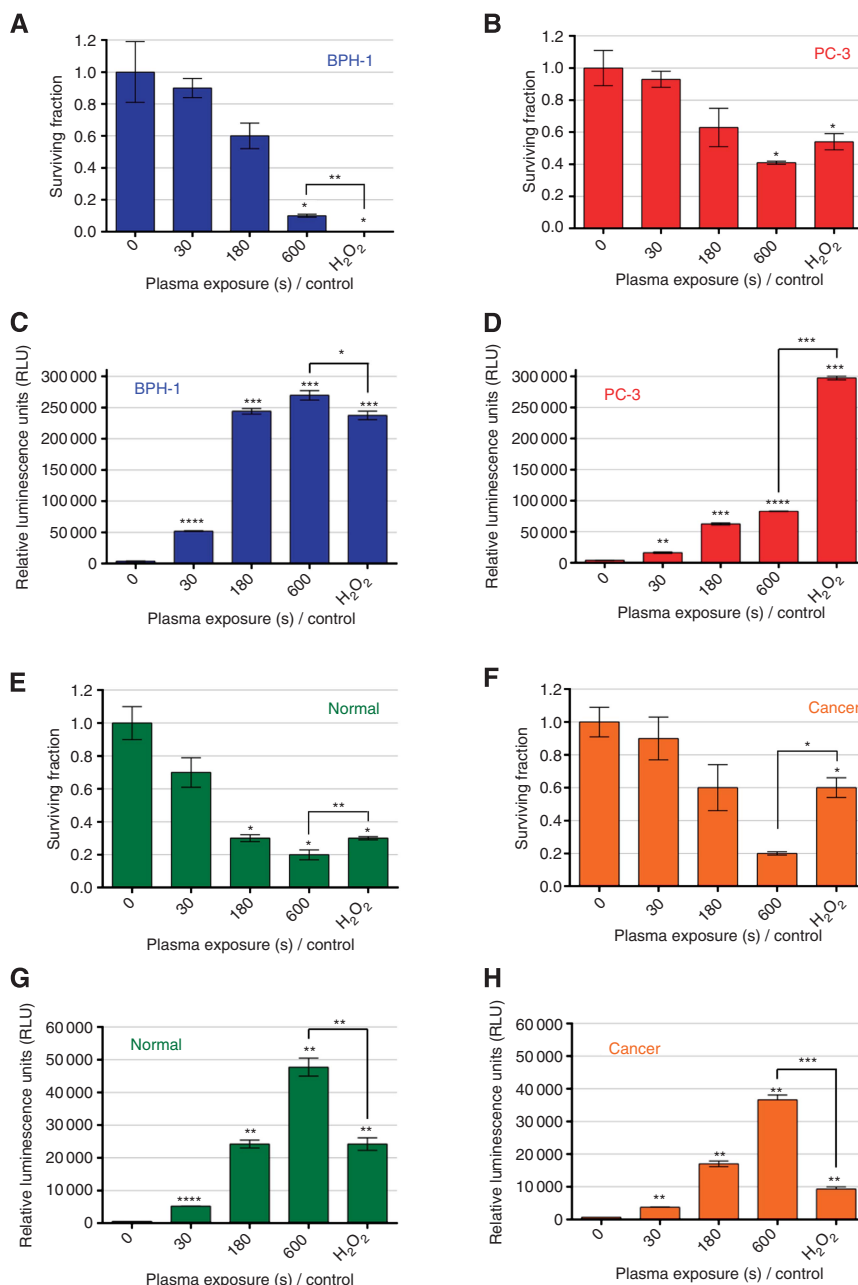 A
BPH-1
Surviving fraction
1.2
1.0
0.8
0.6
0.4
0.2
0.0
*
**
*
0 30 180 600 H₂O₂
Plasma exposure (s) / control
B
PC-3
Surviving fraction
1.2
1.0
0.8
0.6
0.4
0.2
0.0
*
*
0 30 180 600 H₂O₂
Plasma exposure (s) / control
C
BPH-1
Relative luminescence units (RLU)
300 000
250 000
200 000
150 000
100 000
50 000
0
****
***
***
*
***
0 30 180 600 H₂O₂
Plasma exposure (s) / control
D
PC-3
Relative luminescence units (RLU)
300 000
250 000
200 000
150 000
100 000
50 000
0
**
***
****
***
***
0 30 180 600 H₂O₂
Plasma exposure (s) / control
E
Normal
Surviving fraction
1.2
1.0
0.8
0.6
0.4
0.2
0.0
*
*
**
*
0 30 180 600 H₂O₂
Plasma exposure (s) / control
F
Cancer
Surviving fraction
1.2
1.0
0.8
0.6
0.4
0.2
0.0
*
*
0 30 180 600 H₂O₂
Plasma exposure (s) / control
G
Normal
Relative luminescence units (RLU)
60 000
50 000
40 000
30 000
20 000
10 000
0
****
**
**
**
**
0 30 180 600 H₂O₂
Plasma exposure (s) / control
H
Cancer
Relative luminescence units (RLU)
60 000
50 000
40 000
30 000
20 000
10 000
0
**
**
**
***
**
0 30 180 600 H₂O₂
Plasma exposure (s) / control